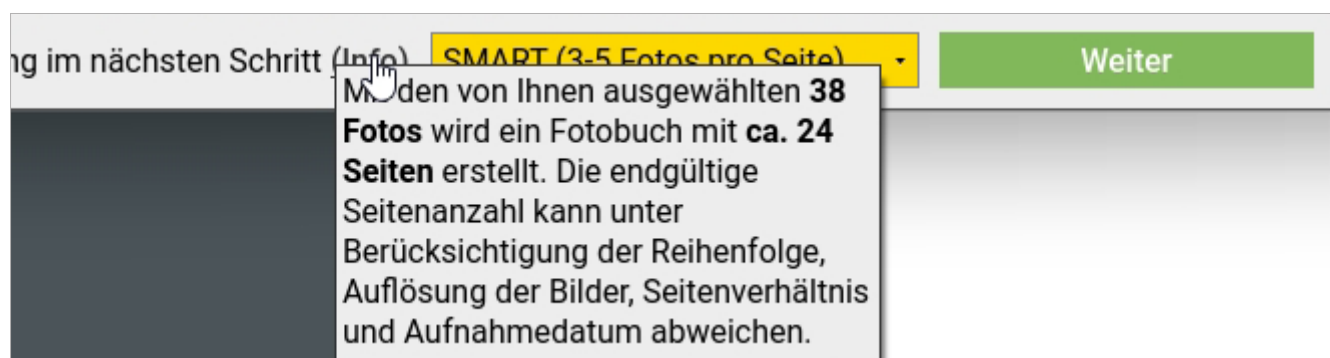 ng im nächsten Schritt (Info) SMART (3-5 Fotos pro Seite) Weiter
den von Ihnen ausgewählten 38
Fotos wird ein Fotobuch mit ca. 24
Seiten erstellt. Die endgültige
Seitenanzahl kann unter
Berücksichtigung der Reihenfolge,
Auflösung der Bilder, Seitenverhältnis
und Aufnahmedatum abweichen.